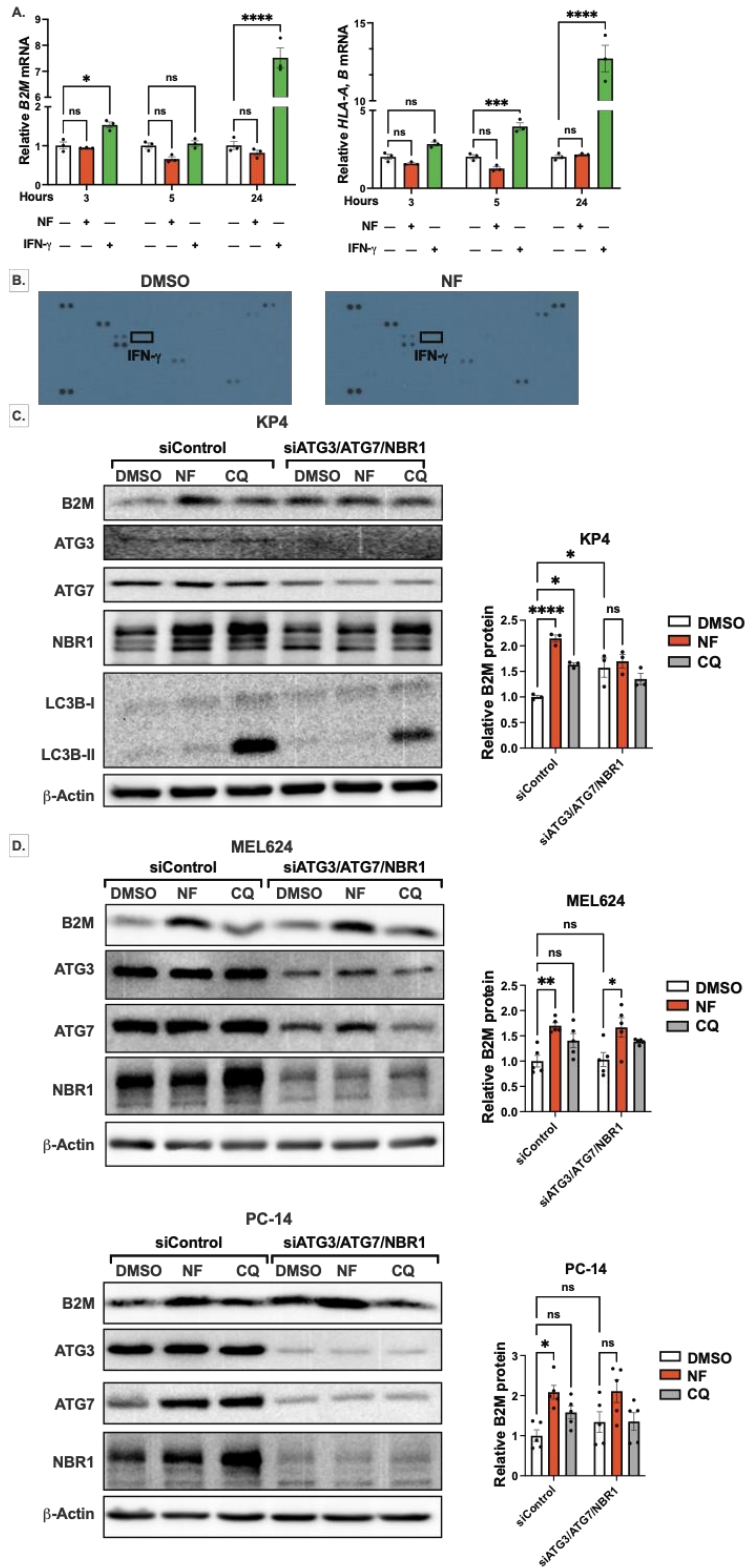 A.
Relative B2M mRNA
9
8
7
6
2
1
0
ns
*
ns
ns
ns
****
Hours 3 5 24
NF — + — — + — — + —
IFN-γ — — + — — + — — +
Relative HLA-A, B mRNA
15
10
5
0
ns
ns
ns
***
ns
****
Hours 3 5 24
NF — + — — + — — + —
IFN-γ — — + — — + — — +
B.
DMSO NF
IFN-γ IFN-γ
C.
KP4
siControl siATG3/ATG7/NBR1
DMSO NF CQ DMSO NF CQ
B2M
ATG3
ATG7
NBR1
LC3B-I
LC3B-II
β-Actin
KP4
Relative B2M protein
2.5
2.0
1.5
1.0
0.5
0.0
*
*
****
ns
DMSO
NF
CQ
siControl
siATG3/ATG7/NBR1
D.
MEL624
siControl siATG3/ATG7/NBR1
DMSO NF CQ DMSO NF CQ
B2M
ATG3
ATG7
NBR1
β-Actin
MEL624
Relative B2M protein
2.5
2.0
1.5
1.0
0.5
0.0
ns
ns
**
*
DMSO
NF
CQ
siControl
siATG3/ATG7/NBR1
PC-14
siControl siATG3/ATG7/NBR1
DMSO NF CQ DMSO NF CQ
B2M
ATG3
ATG7
NBR1
β-Actin
PC-14
Relative B2M protein
3
2
1
0
ns
ns
*
ns
DMSO
NF
CQ
siControl
siATG3/ATG7/NBR1